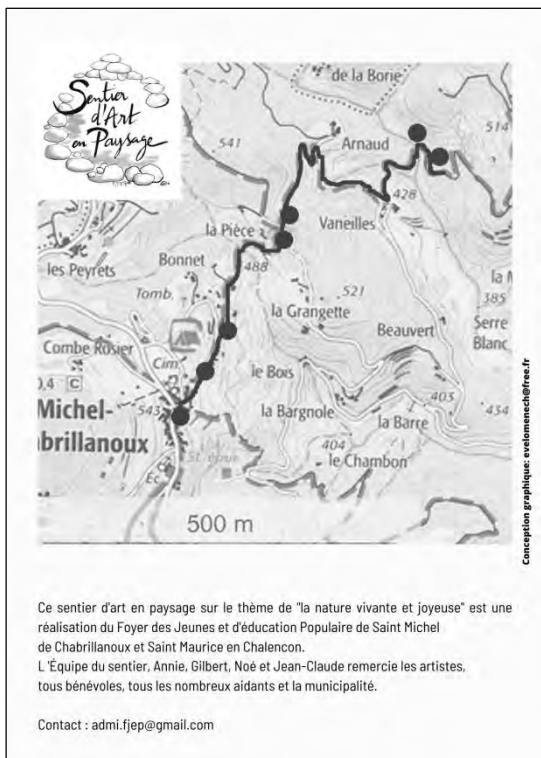 Sentier
d'Art
en Paysage
de la Borie
541
Arnaud
514
428
la Pièce
Vaneilles
les Peyrets
Bonnet
488
Tomb.
521
la Grangette
385
Combe Rosier
Cim.
Beauvert
Serre
Blanc
le Bois
0,4 C
543
la Bargnole
la Barre
403
434
Michel-
abrillanoux
404
le Chambon
Éc.
500 m
Conception graphique: evelomenech@free.fr
Ce sentier d'art en paysage sur le thème de "la nature vivante et joyeuse" est une
réalisation du Foyer des Jeunes et d'éducation Populaire de Saint Michel
de Chabrillanoux et Saint Maurice en Chalencon.
L 'Équipe du sentier, Annie, Gilbert, Noé et Jean-Claude remercie les artistes,
tous bénévoles, tous les nombreux aidants et la municipalité.
Contact : admi.fjep@gmail.com